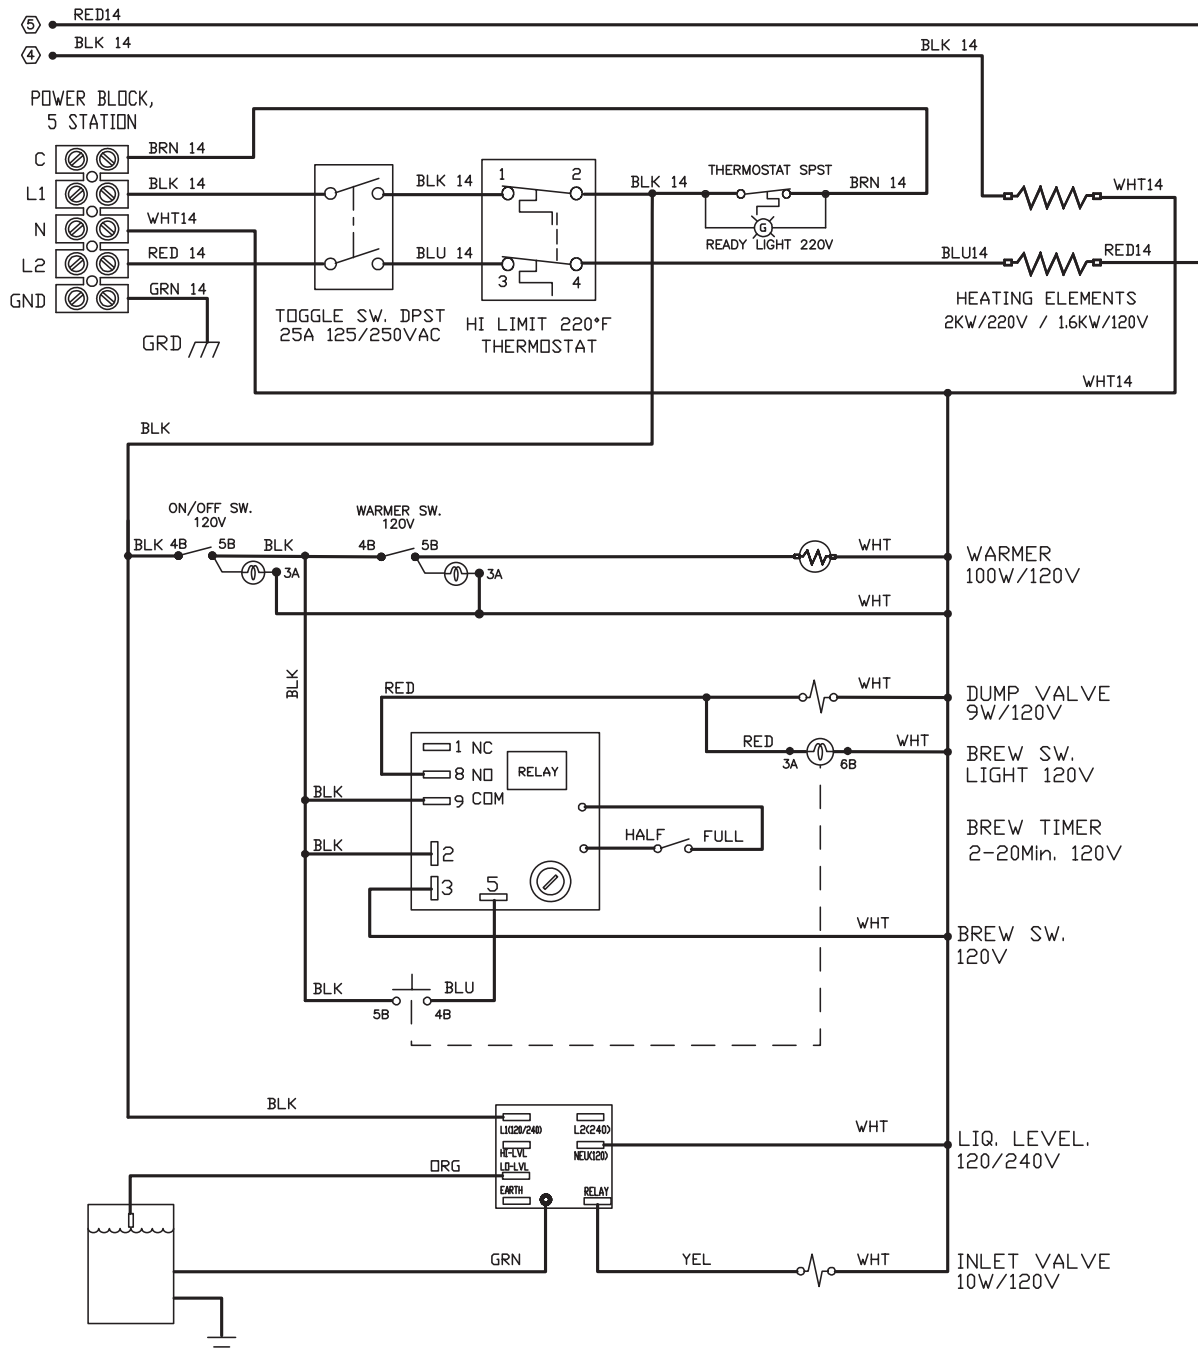 5 RED14
4 BLK 14
BLK 14
POWER BLOCK,
5 STATION
C
BRN 14
L1
BLK 14
N
WHT14
L2
RED 14
GND
GRN 14
GRD
TOGGLE SW. DPST
25A 125/250VAC
BLK 14
BLU 14
1 2
3 4
HI LIMIT 220°F
THERMOSTAT
BLK 14
THERMOSTAT SPST
BRN 14
G
READY LIGHT 220V
WHT14
BLU14
RED14
HEATING ELEMENTS
2KW/220V / 1.6KW/120V
WHT14
BLK
ON/OFF SW.
120V
BLK 4B 5B BLK
3A
WARMER SW.
120V
4B 5B
3A
WHT
WARMER
100W/120V
WHT
BLK
RED
WHT
DUMP VALVE
9W/120V
RED
3A 6B
WHT
BREW SW.
LIGHT 120V
1 NC
8 NO
9 COM
RELAY
BLK
BLK
2
3
5
HALF FULL
BREW TIMER
2-20Min. 120V
WHT
BREW SW.
120V
BLK
BLU
5B 4B
BLK
L1(120/240)
L2(240)
HI-LVL
NEU(120)
LO-LVL
EARTH
RELAY
WHT
LIQ. LEVEL.
120/240V
ORG
GRN
YEL
WHT
INLET VALVE
10W/120V